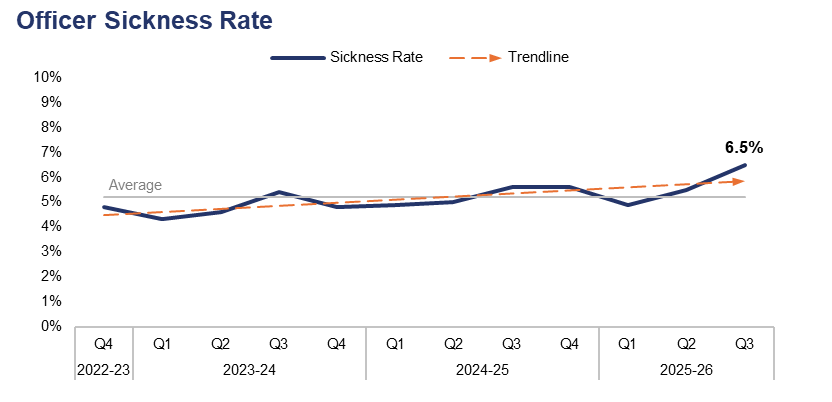 Officer Sickness Rate
Sickness Rate Trendline
10%
9%
8%
7%
6.5%
6%
Average
5%
4%
3%
2%
1%
0%
Q4 Q1 Q2 Q3 Q4 Q1 Q2 Q3 Q4 Q1 Q2 Q3
2022-23 2023-24 2024-25 2025-26